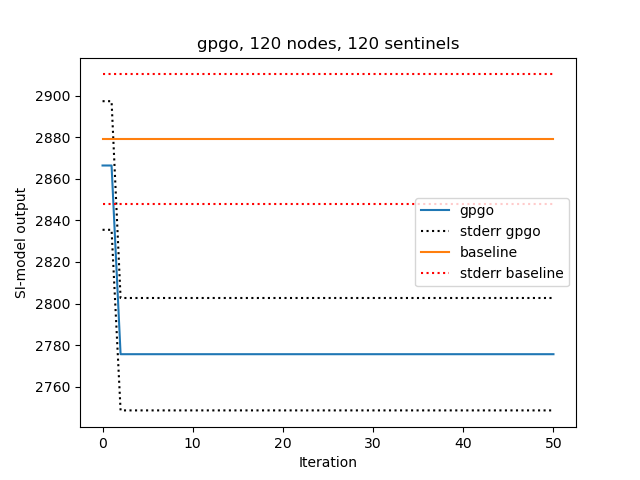 gpgo, 120 nodes, 120 sentinels
SI-model output
2900
2880
2860
2840
2820
2800
2780
2760
gpgo
stderr gpgo
baseline
stderr baseline
0 10 20 30 40 50
Iteration